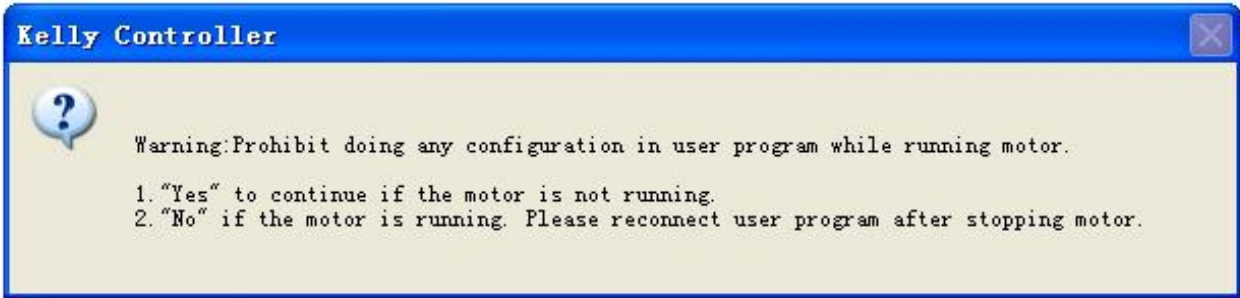 Kelly Controller
Warning:Prohibit doing any configuration in user program while running motor.
1."Yes" to continue if the motor is not running.
2."No" if the motor is running. Please reconnect user program after stopping motor.